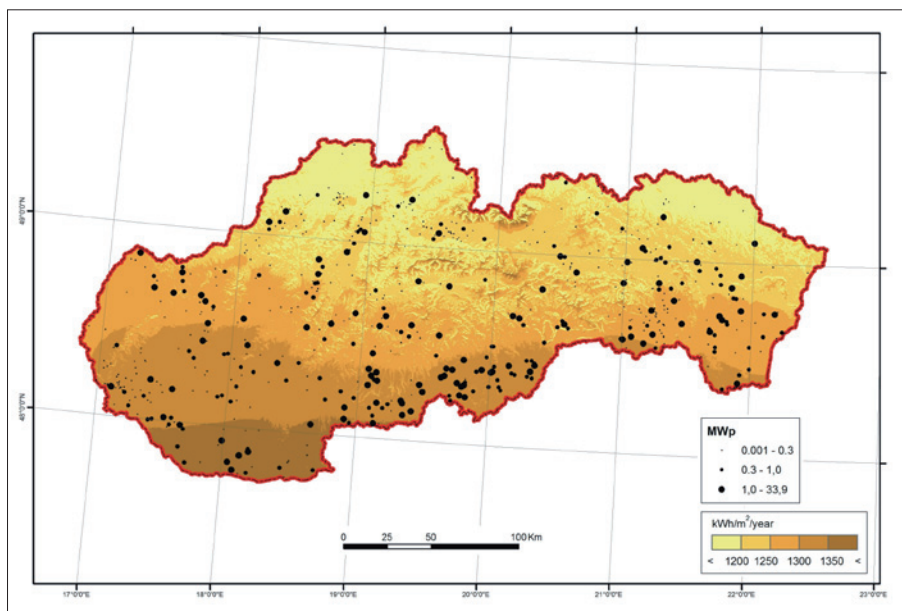 49°0'0"N
48°0'0"N
MWp
0.001 - 0.3
0.3 - 1,0
1,0 - 33,9
kWh/m²/year
< 1200 1250 1300 1350 <
0 25 50 100 Km
17°0'0"E 18°0'0"E 19°0'0"E 20°0'0"E 21°0'0"E 22°0'0"E 23°0'0"E